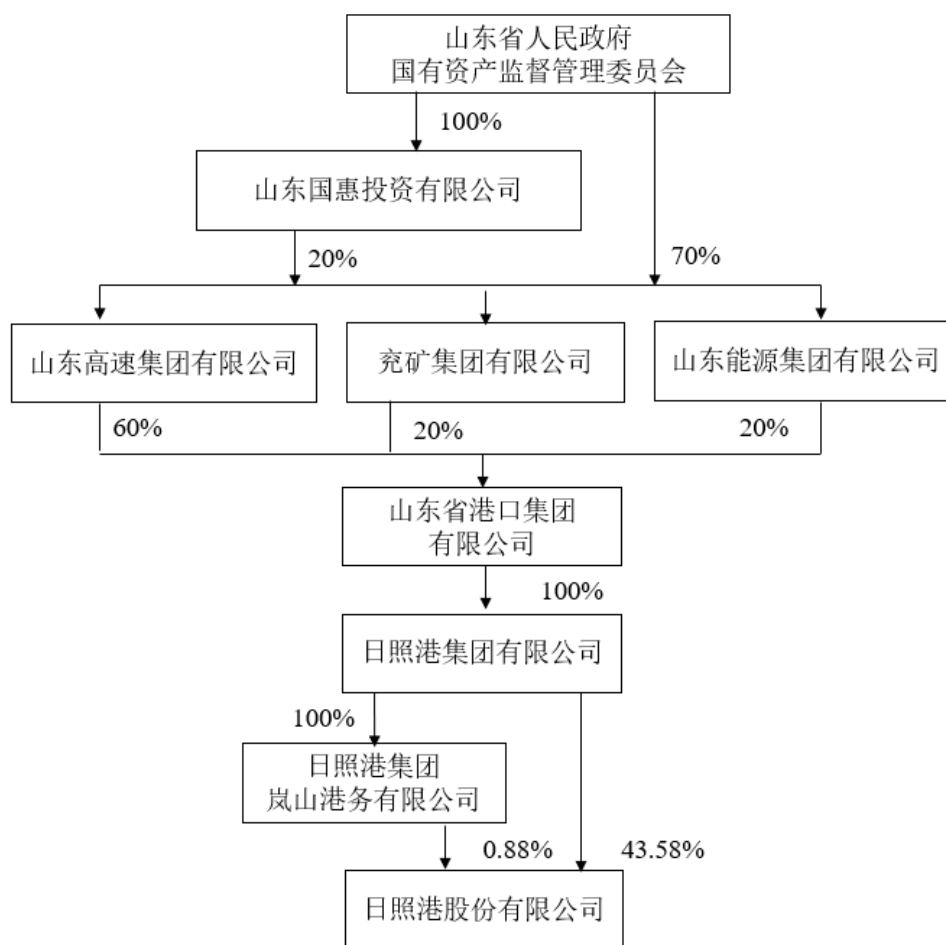 山东省人民政府
国有资产监督管理委员会
100%
山东国惠投资有限公司
20%
70%
山东高速集团有限公司
兖矿集团有限公司
山东能源集团有限公司
60%
20%
20%
山东省港口集团
有限公司
100%
日照港集团有限公司
100%
日照港集团
岚山港务有限公司
0.88%
43.58%
日照港股份有限公司